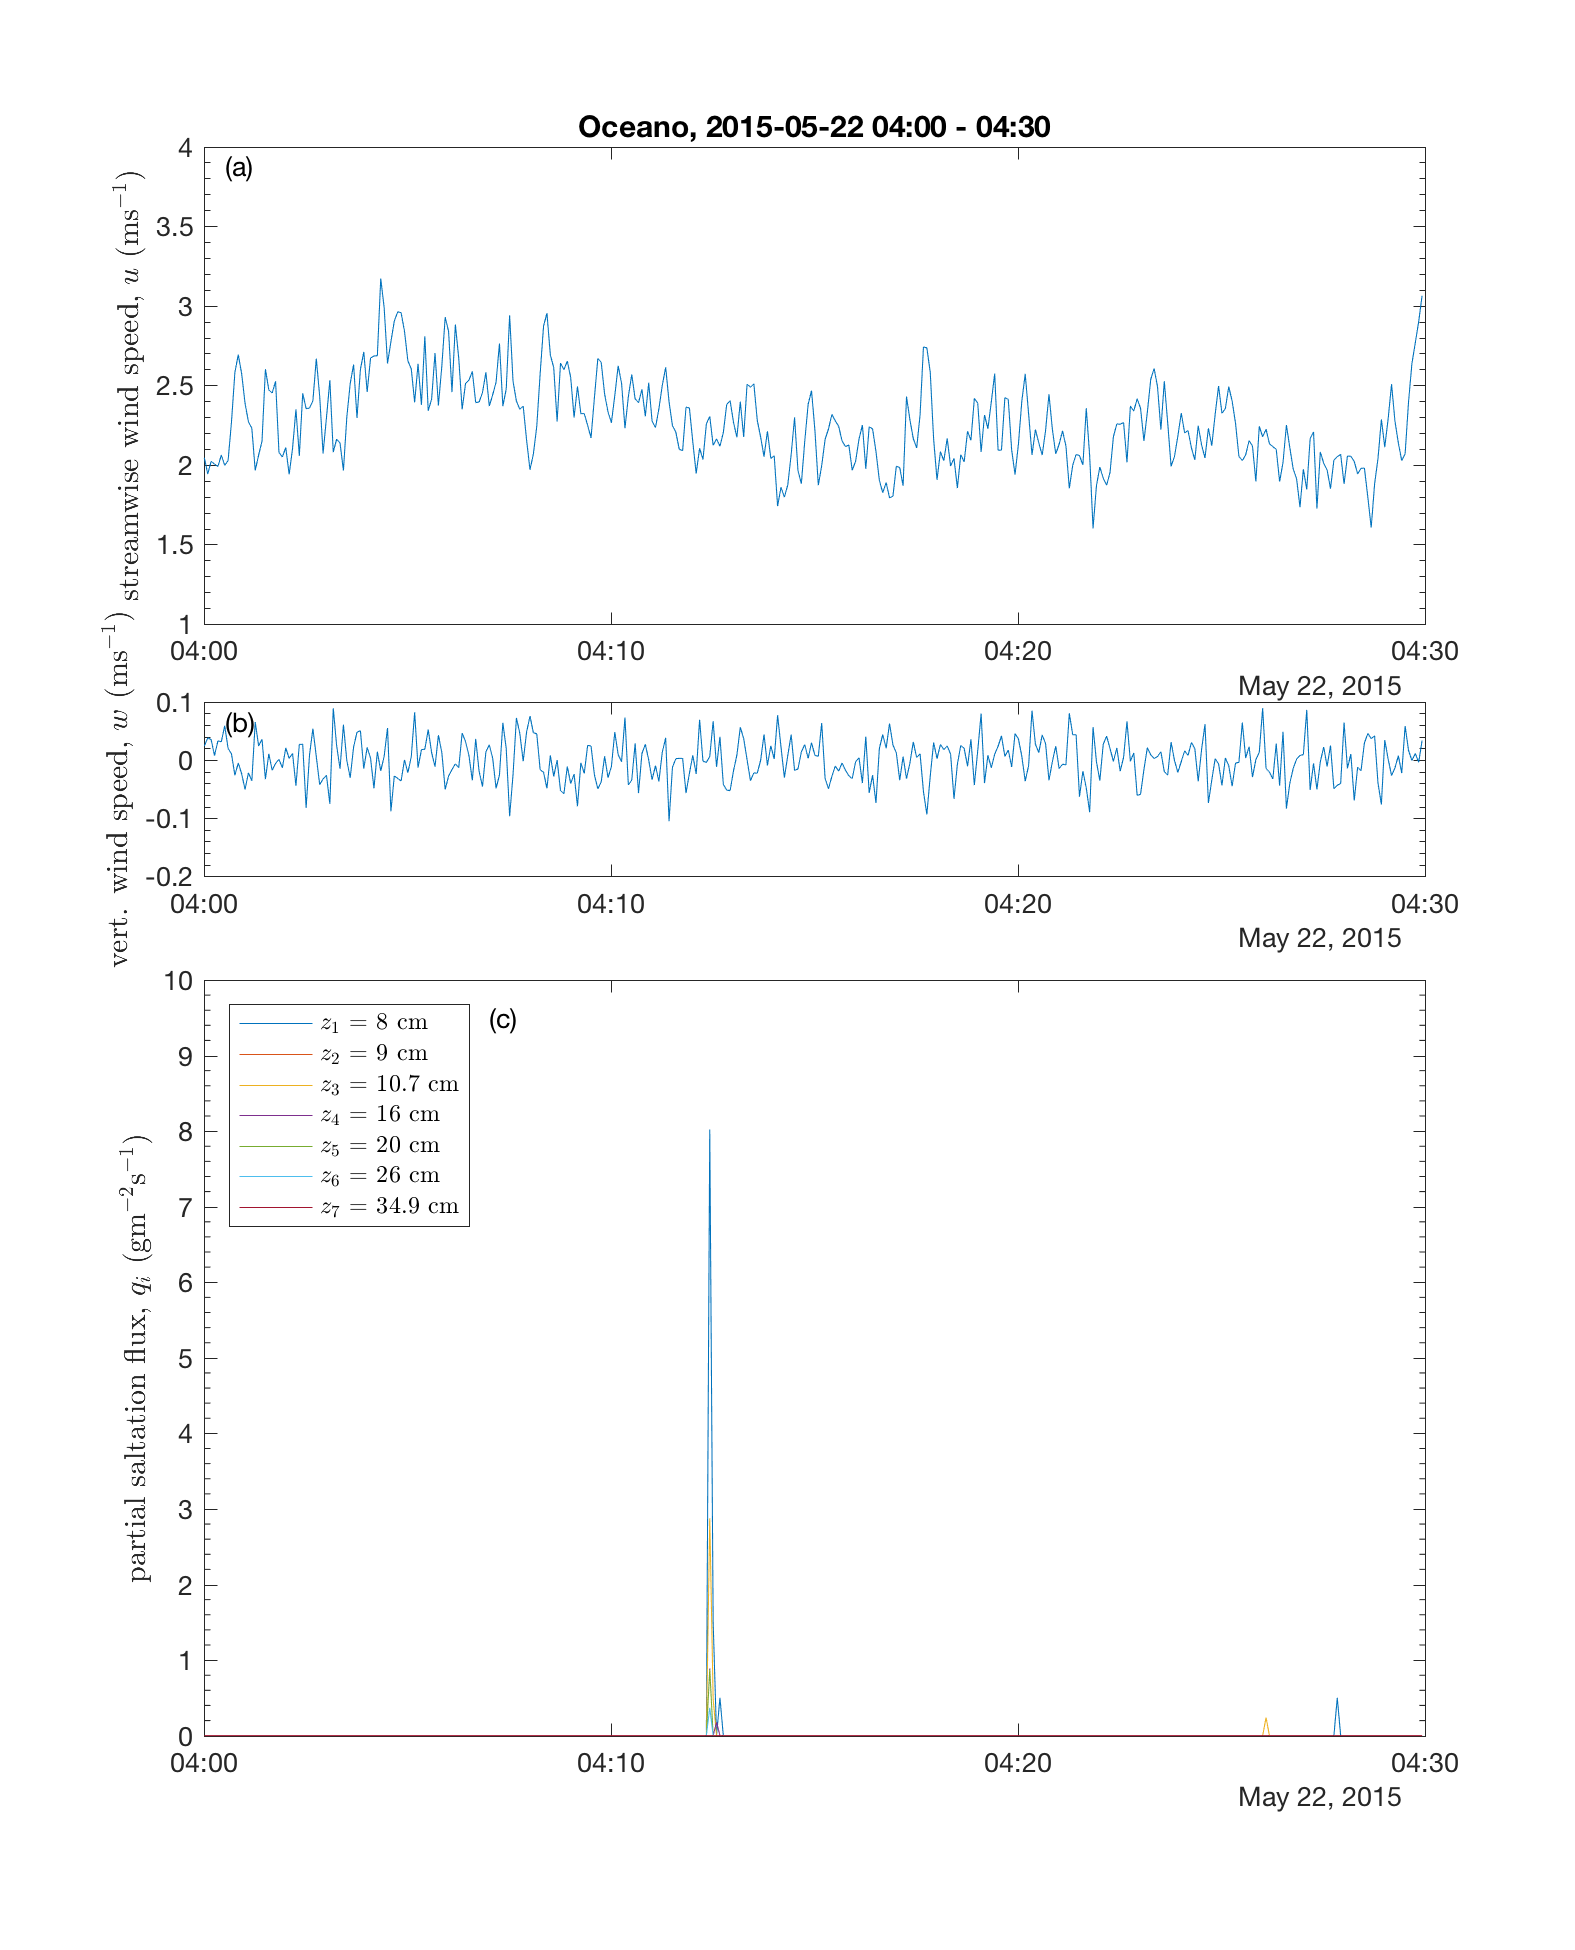 Oceano, 2015-05-22 04:00 - 04:30
(a)
streamwise wind speed, u (ms⁻¹)
4
3.5
3
2.5
2
1.5
1
04:00 04:10 04:20 04:30
May 22, 2015
(b)
vert. wind speed, w (ms⁻¹)
0.1
0
-0.1
-0.2
04:00 04:10 04:20 04:30
May 22, 2015
(c)
partial saltation flux, qᵢ (gm⁻²s⁻¹)
10
9
8
7
6
5
4
3
2
1
0
z₁ = 8 cm
z₂ = 9 cm
z₃ = 10.7 cm
z₄ = 16 cm
z₅ = 20 cm
z₆ = 26 cm
z₇ = 34.9 cm
04:00 04:10 04:20 04:30
May 22, 2015